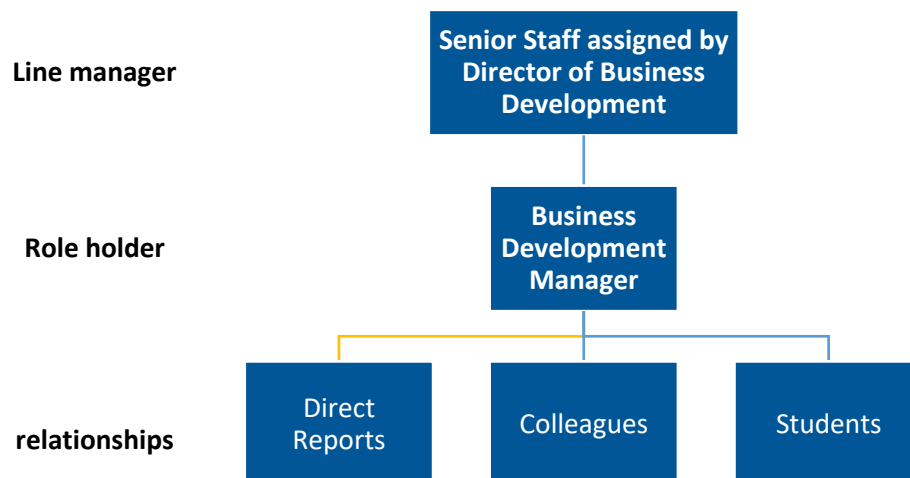 Line manager
Senior Staff assigned by
Director of Business
Development
Role holder
Business
Development
Manager
relationships
Direct
Reports
Colleagues
Students